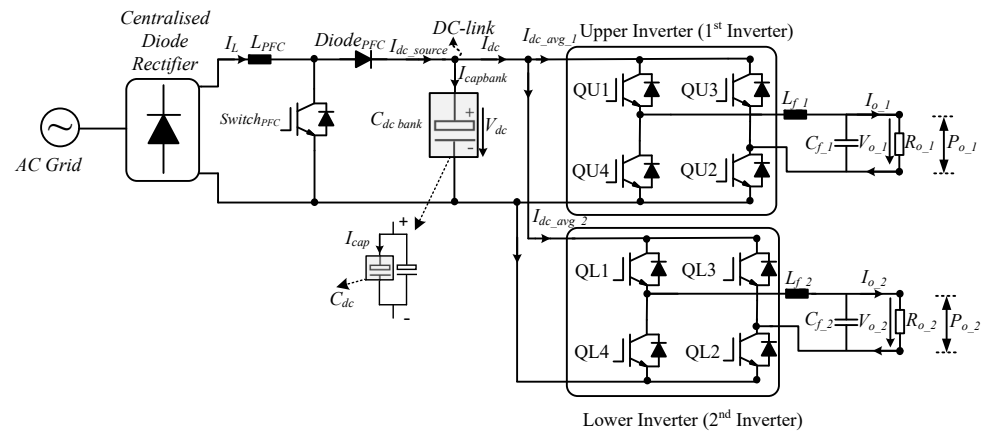 Centralised
Diode
Rectifier
AC Grid
I_L
L_PFC
Diode_PFC
Switch_PFC
I_dc_source
DC-link
I_dc
I_capbank
C_dc bank
+
-
V_dc
I_cap
C_dc
+
-
I_dc_avg_1
Upper Inverter (1st Inverter)
QU1
QU3
QU4
QU2
L_f_1
I_o_1
C_f_1
V_o_1
R_o_1
P_o_1
I_dc_avg_2
QL1
QL3
QL4
QL2
L_f_2
I_o_2
C_f_2
V_o_2
R_o_2
P_o_2
Lower Inverter (2nd Inverter)